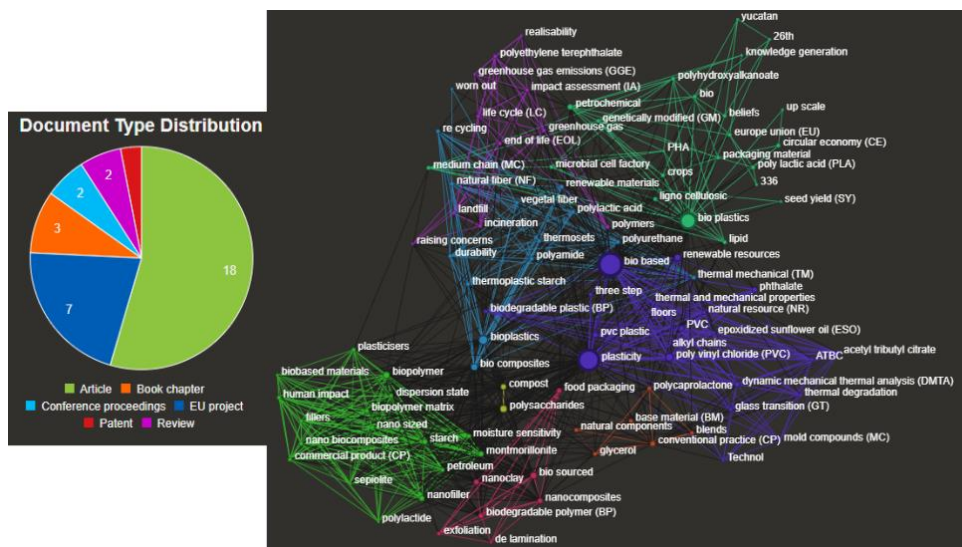 Document Type Distribution
18
7
3
2
2
Article
Book chapter
Conference proceedings
EU project
Patent
Review
yucatan
26th
realisability
knowledge generation
polyethylene terephthalate
greenhouse gas emissions (GGE)
polyhydroxyalkanoate
worn out
impact assessment (IA)
bio
petrochemical
up scale
life cycle (LC)
genetically modified (GM)
beliefs
re cycling
greenhouse gas
europe union (EU)
end of life (EOL)
circular economy (CE)
PHA
packaging material
medium chain (MC)
microbial cell factory
poly lactic acid (PLA)
crops
natural fiber (NF)
renewable materials
336
ligno cellulosic
vegetal fiber
seed yield (SY)
landfill
polylactic acid
bio plastics
incineration
polymers
raising concerns
thermosets
polyurethane
lipid
durability
polyamide
bio based
renewable resources
thermal mechanical (TM)
thermoplastic starch
three step
phthalate
thermal and mechanical properties
biodegradable plastic (BP)
floors
natural resource (NR)
PVC
pvc plastic
epoxidized sunflower oil (ESO)
bioplastics
alkyl chains
plasticisers
plasticity
poly vinyl chloride (PVC)
ATBC
acetyl tributyl citrate
bio composites
biobased materials
biopolymer
compost
food packaging
polycaprolactone
dynamic mechanical thermal analysis (DMTA)
human impact
dispersion state
thermal degradation
biopolymer matrix
polysaccharides
glass transition (GT)
fillers
nano sized
base material (BM)
natural components
blends
nano biocomposites
starch
moisture sensitivity
conventional practice (CP)
mold compounds (MC)
commercial product (CP)
montmorillonite
glycerol
Technol
petroleum
bio sourced
sepiolite
nanoclay
nanofiller
nanocomposites
polylactide
biodegradable polymer (BP)
exfoliation
de lamination